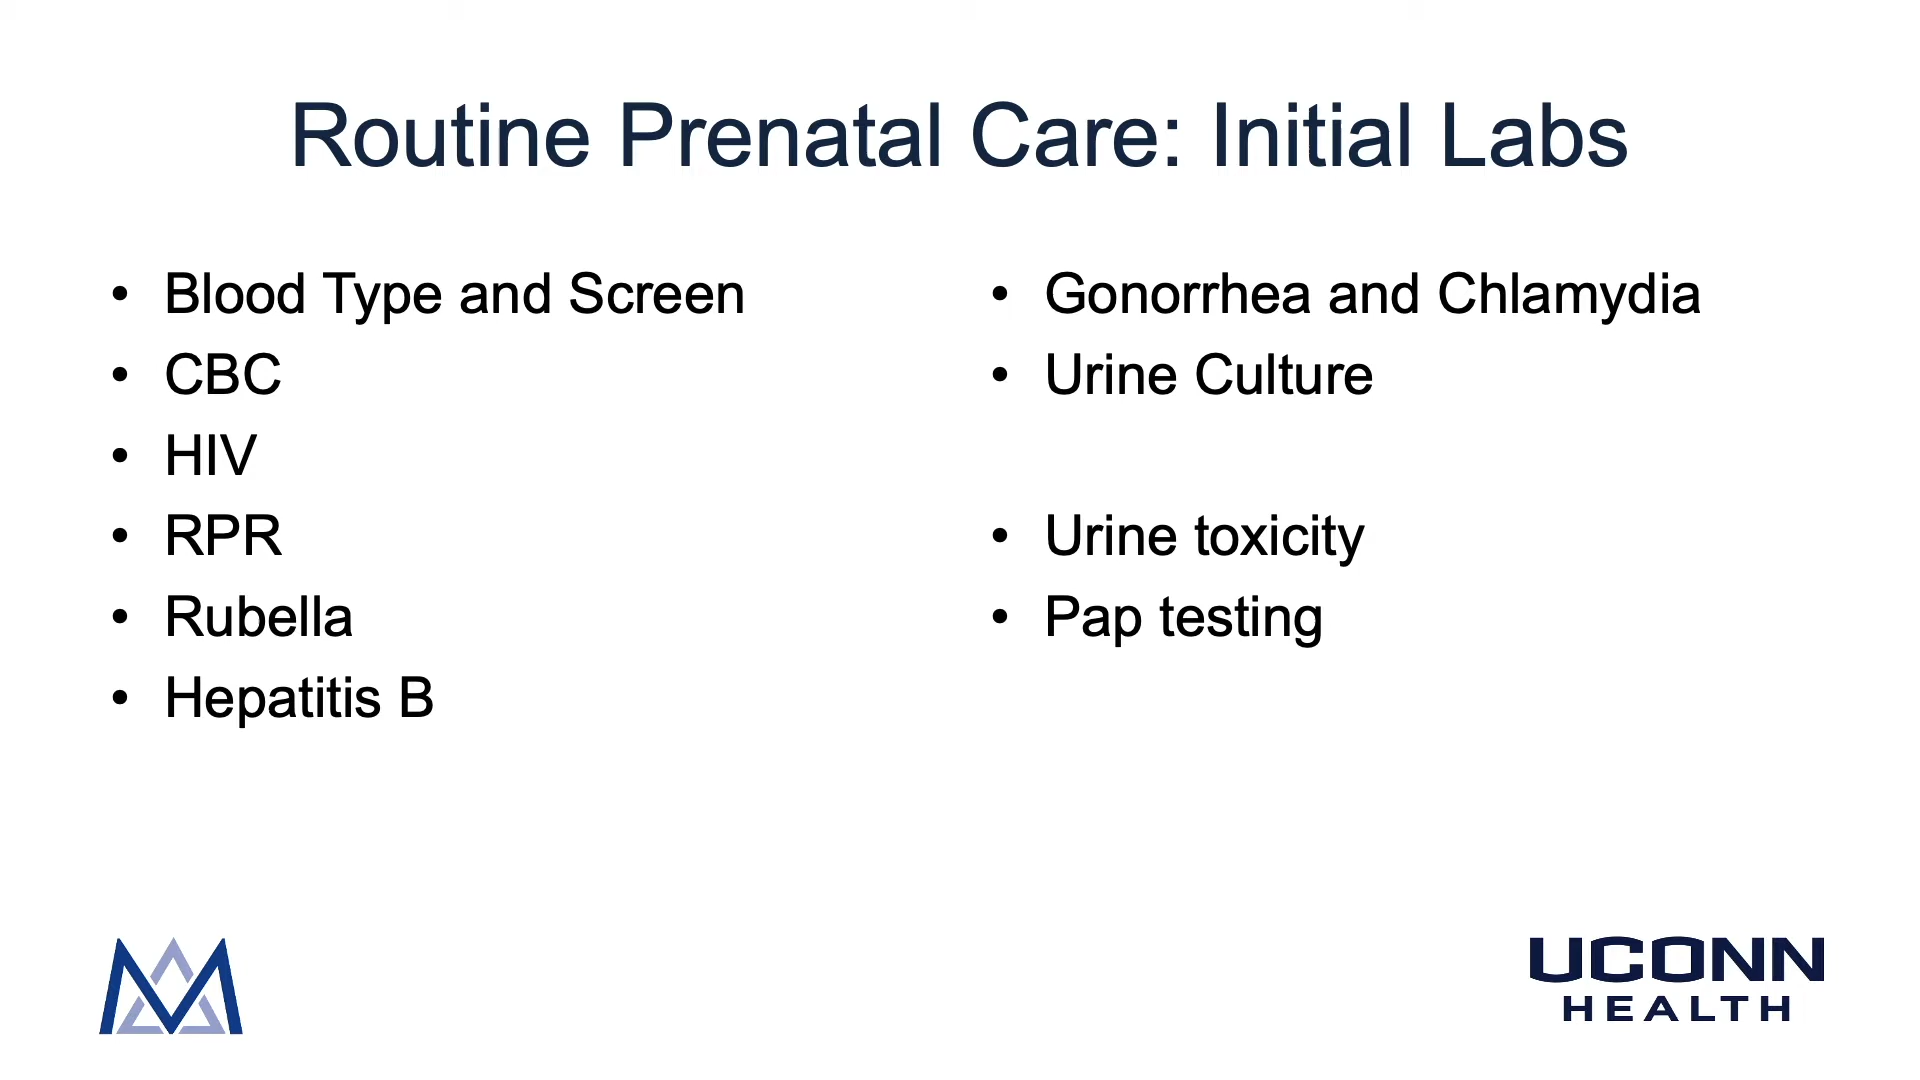 Routine Prenatal Care: Initial Labs
• Blood Type and Screen
• CBC
• HIV
• RPR
• Rubella
• Hepatitis B
• Gonorrhea and Chlamydia
• Urine Culture
• Urine toxicity
• Pap testing
UCONN
HEALTH